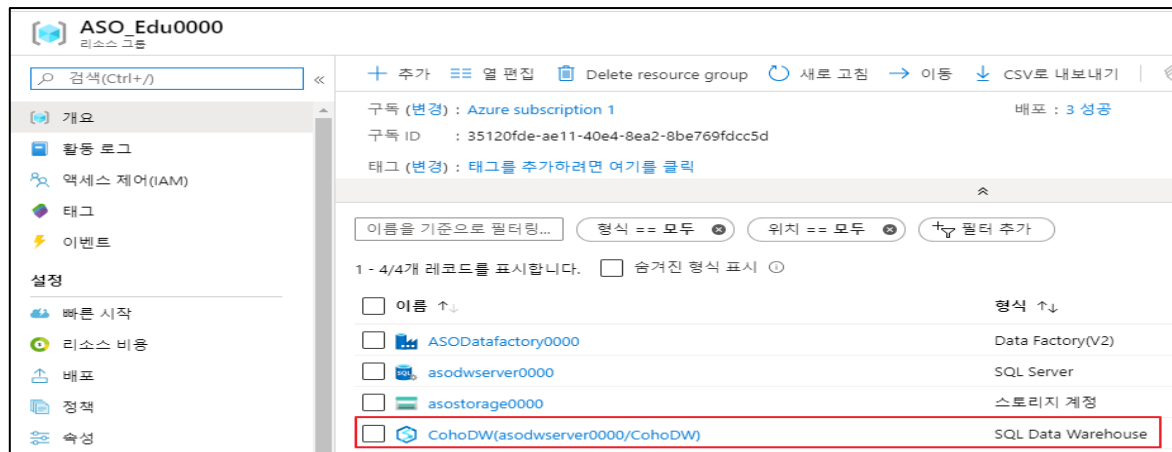 ASO_Edu0000
리소스 그룹
검색(Ctrl+/)
«
추가 열 편집 Delete resource group 새로 고침 이동 CSV로 내보내기
개요
활동 로그
액세스 제어(IAM)
태그
이벤트
설정
빠른 시작
리소스 비용
배포
정책
속성
구독 (변경) : Azure subscription 1 배포 : 3 성공
구독 ID : 35120fde-ae11-40e4-8ea2-8be769fdcc5d
태그 (변경) : 태그를 추가하려면 여기를 클릭
이름을 기준으로 필터링... 형식 == 모두 위치 == 모두 필터 추가
1 - 4/4개 레코드를 표시합니다. 숨겨진 형식 표시
이름 ↑↓ 형식 ↑↓
ASODatafactory0000 Data Factory(V2)
asodwserver0000 SQL Server
asostorage0000 스토리지 계정
CohoDW(asodwserver0000/CohoDW) SQL Data Warehouse